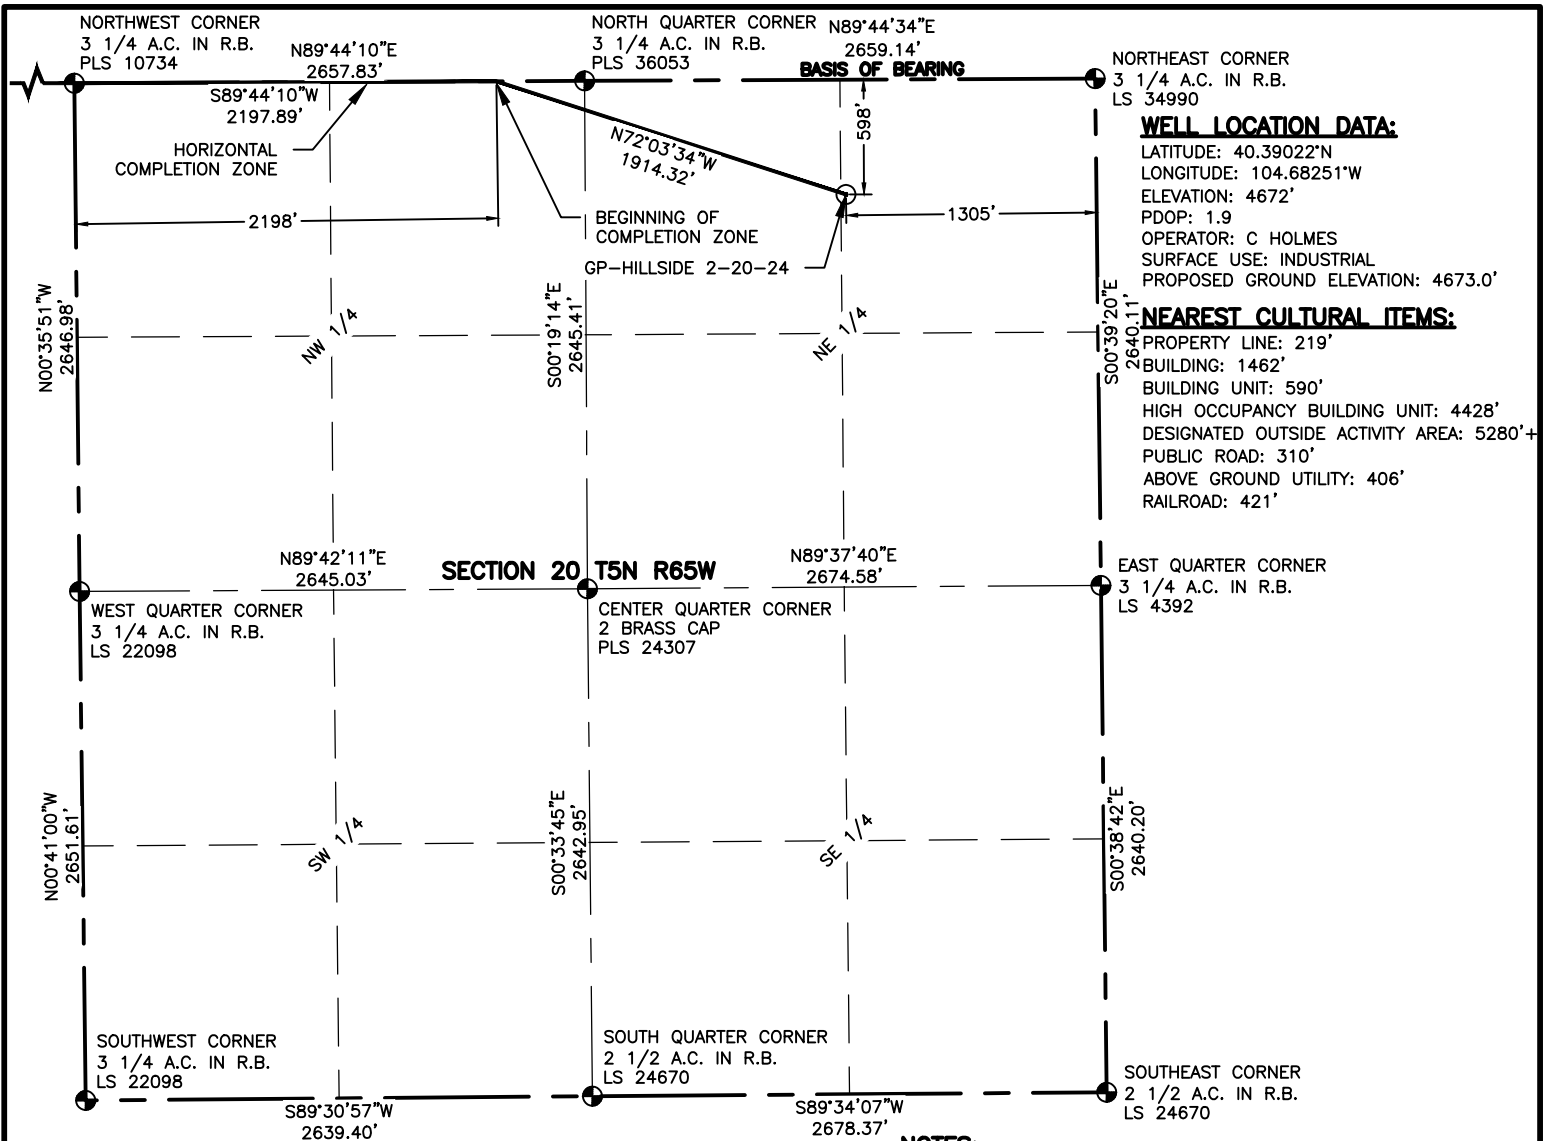 NORTHWEST CORNER
3 1/4 A.C. IN R.B.
PLS 10734
N89°44'10"E
2657.83'
S89°44'10"W
2197.89'
HORIZONTAL
COMPLETION ZONE
NORTH QUARTER CORNER
3 1/4 A.C. IN R.B.
PLS 36053
N89°44'34"E
2659.14'
BASIS OF BEARING
NORTHEAST CORNER
3 1/4 A.C. IN R.B.
LS 34990
N72°03'34"W
1914.32'
598'
2198'
1305'
BEGINNING OF
COMPLETION ZONE
GP-HILLSIDE 2-20-24
WELL LOCATION DATA:
LATITUDE: 40.39022°N
LONGITUDE: 104.68251°W
ELEVATION: 4672'
PDOP: 1.9
OPERATOR: C HOLMES
SURFACE USE: INDUSTRIAL
PROPOSED GROUND ELEVATION: 4673.0'
NEAREST CULTURAL ITEMS:
PROPERTY LINE: 219'
BUILDING: 1462'
BUILDING UNIT: 590'
HIGH OCCUPANCY BUILDING UNIT: 4428'
DESIGNATED OUTSIDE ACTIVITY AREA: 5280'+
PUBLIC ROAD: 310'
ABOVE GROUND UTILITY: 406'
RAILROAD: 421'
N00°35'51"W
2646.98'
NW 1/4
S00°19'14"E
2645.41'
NE 1/4
S00°39'20"E
2640.11'
N89°42'11"E
2645.03'
SECTION 20 T5N R65W
N89°37'40"E
2674.58'
WEST QUARTER CORNER
3 1/4 A.C. IN R.B.
LS 22098
CENTER QUARTER CORNER
2 BRASS CAP
PLS 24307
EAST QUARTER CORNER
3 1/4 A.C. IN R.B.
LS 4392
N00°41'00"W
2651.61'
SW 1/4
S00°33'45"E
2642.95'
SE 1/4
S00°38'42"E
2640.20'
SOUTHWEST CORNER
3 1/4 A.C. IN R.B.
LS 22098
S89°30'57"W
2639.40'
SOUTH QUARTER CORNER
2 1/2 A.C. IN R.B.
LS 24670
S89°34'07"W
2678.37'
SOUTHEAST CORNER
2 1/2 A.C. IN R.B.
LS 24670
NOTES: